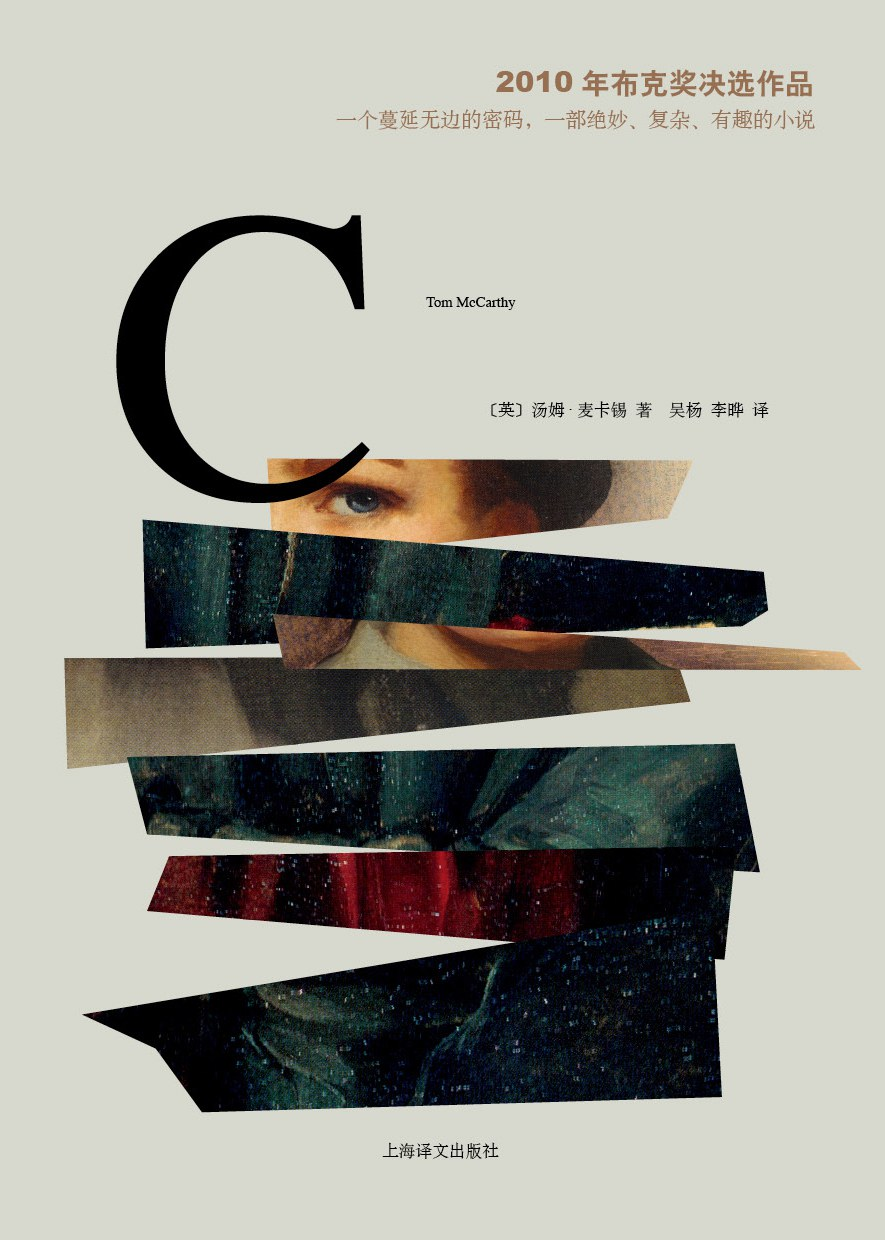 2010 年布克奖决选作品
一个蔓延无边的密码，一部绝妙、复杂、有趣的小说
C
Tom McCarthy
〔英〕汤姆·麦卡锡 著 吴杨 李晔 译
上海译文出版社